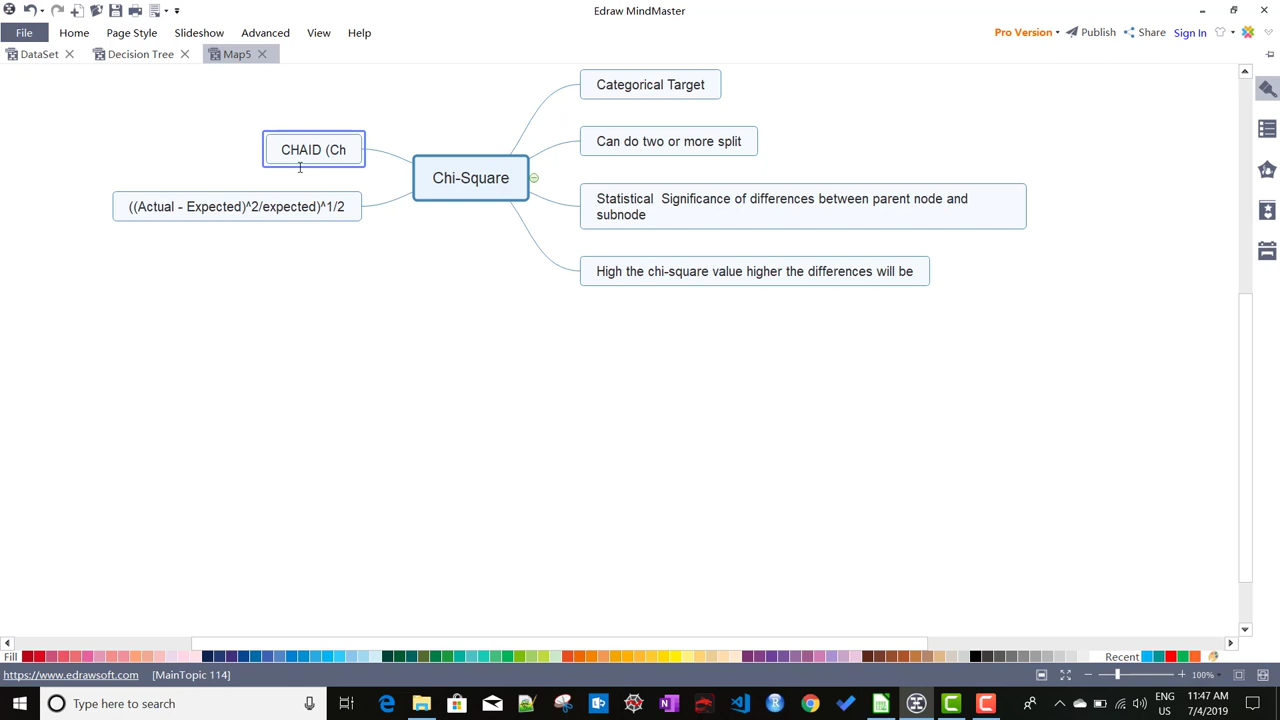 Edraw MindMaster
File Home Page Style Slideshow Advanced View Help
Pro Version Publish Share Sign In
DataSet Decision Tree Map5
Categorical Target
CHAID (Ch
Can do two or more split
Chi-Square
((Actual - Expected)^2/expected)^1/2
Statistical  Significance of differences between parent node and
subnode
High the chi-square value higher the differences will be
Fill
Recent
https://www.edrawsoft.com [MainTopic 114]
100%
Type here to search
ENG
US
11:47 AM
7/4/2019